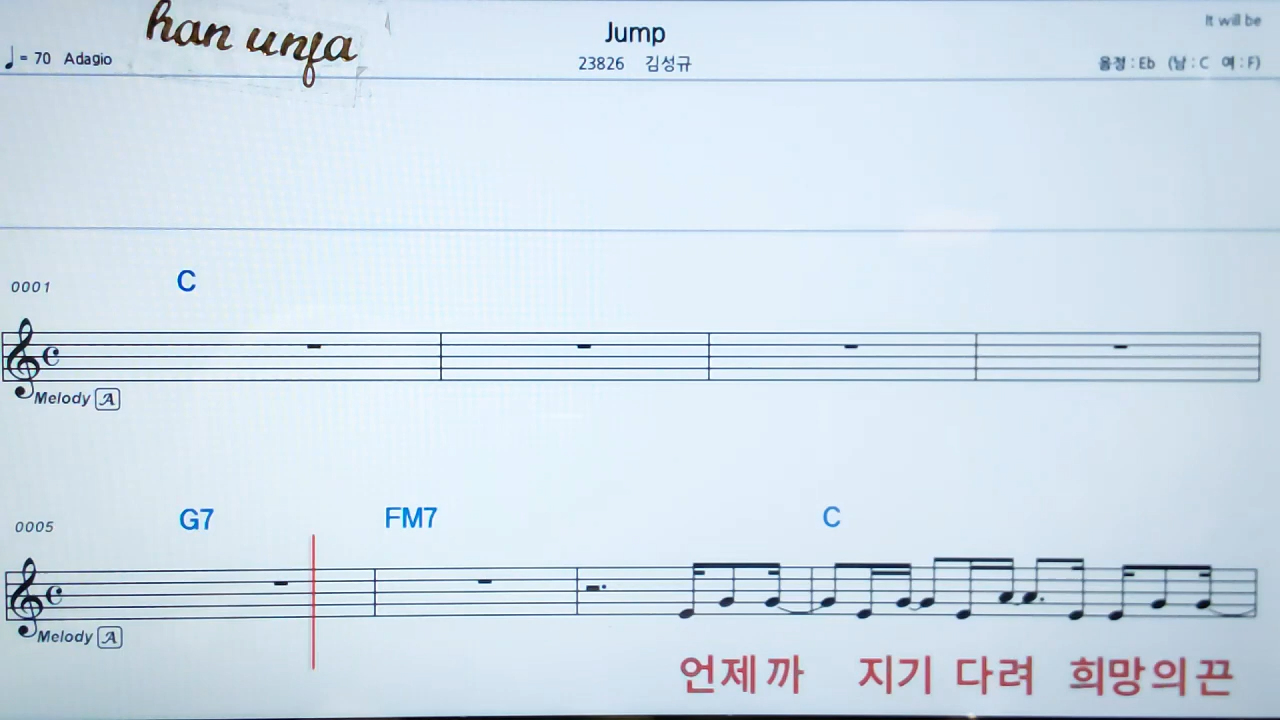 han unja
Jump
It will be
♩= 70 Adagio
23826 김성규
음정 : Eb (남 : C 여 : F)
0001
C
Melody A
0005
G7 FM7 C
Melody A
언제까 지기 다려 희망의끈